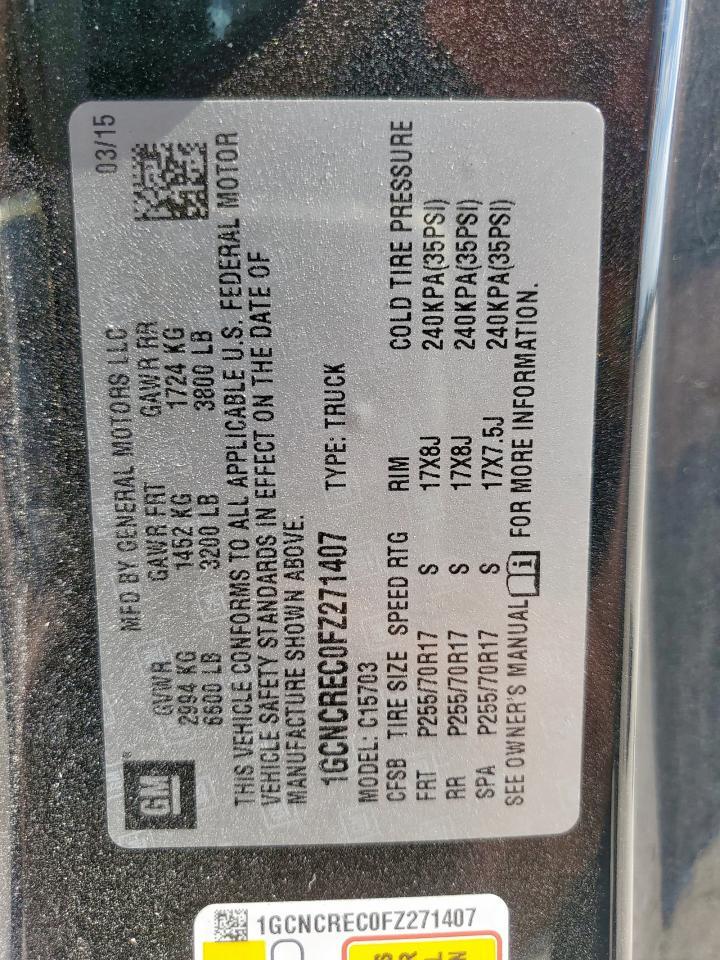 GM
MFD BY GENERAL MOTORS LLC 03/15
GVWR GAWR FRT GAWR RR
2994 KG 1452 KG 1724 KG
6600 LB 3200 LB 3800 LB
THIS VEHICLE CONFORMS TO ALL APPLICABLE U.S. FEDERAL MOTOR
VEHICLE SAFETY STANDARDS IN EFFECT ON THE DATE OF
MANUFACTURE SHOWN ABOVE.
1GCNCREC0FZ271407 TYPE: TRUCK
MODEL: C15703
CFSB TIRE SIZE SPEED RTG RIM COLD TIRE PRESSURE
FRT P255/70R17 S 17X8J 240KPA(35PSI)
RR P255/70R17 S 17X8J 240KPA(35PSI)
SPA P255/70R17 S 17X7.5J 240KPA(35PSI)
SEE OWNER'S MANUAL FOR MORE INFORMATION.
1GCNCREC0FZ271407